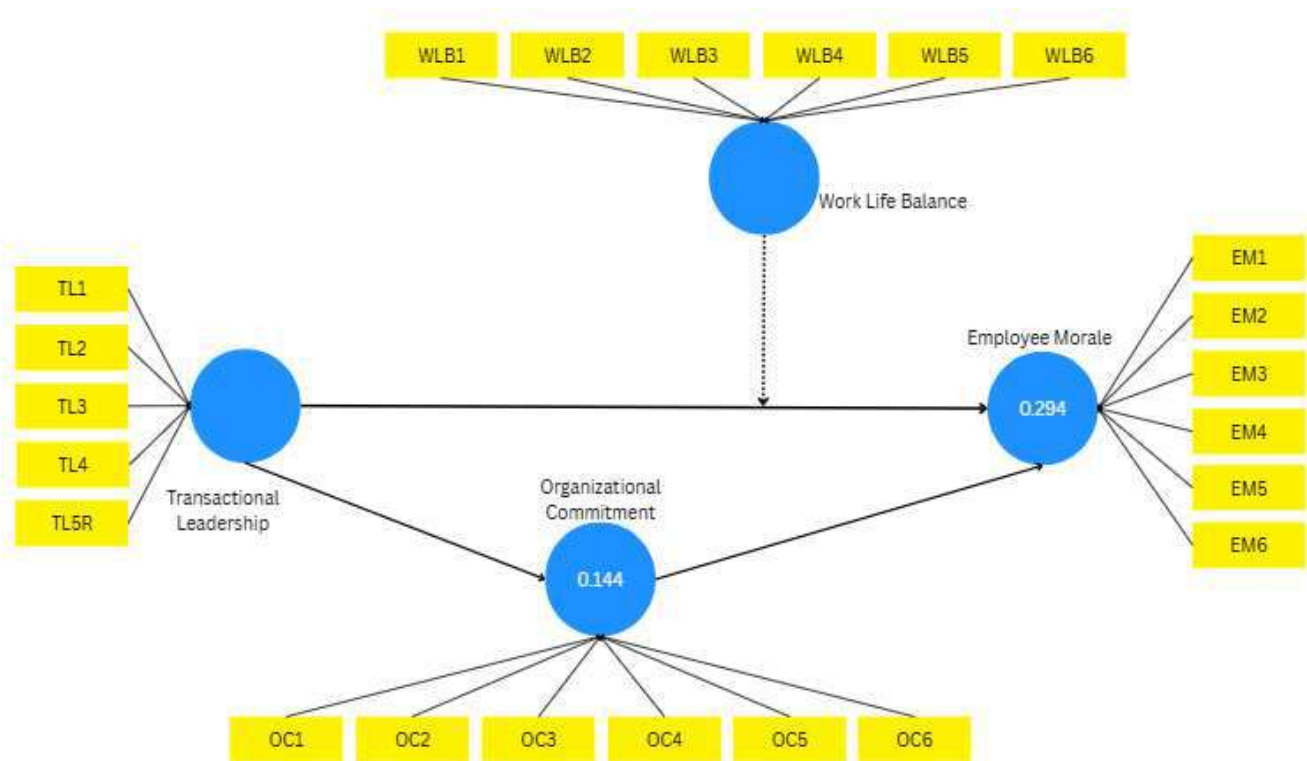 WLB1
WLB2
WLB3
WLB4
WLB5
WLB6
Work Life Balance
TL1
TL2
TL3
TL4
TL5R
Transactional
Leadership
Organizational
Commitment
0.144
Employee Morale
0.294
EM1
EM2
EM3
EM4
EM5
EM6
OC1
OC2
OC3
OC4
OC5
OC6